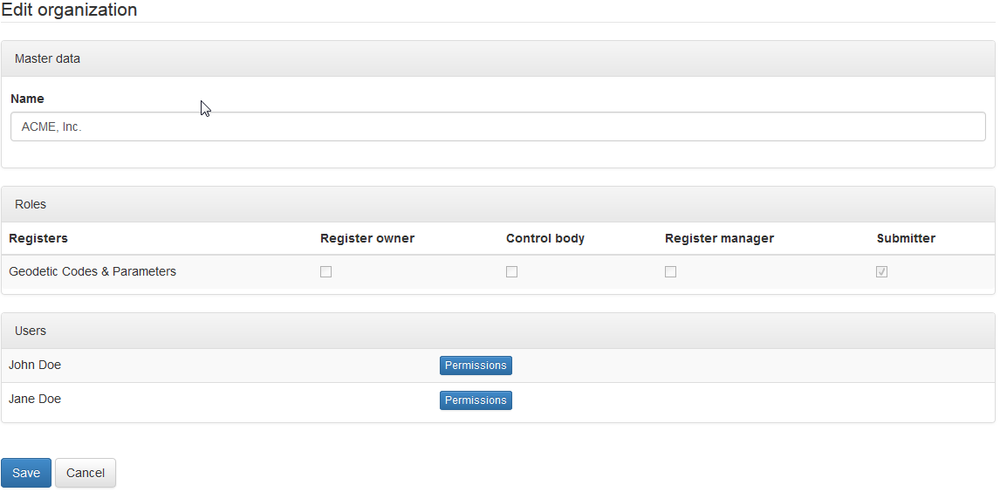 Edit organization
Master data
Name
ACME, Inc.
Roles
Registers Register owner Control body Register manager Submitter
Geodetic Codes & Parameters
Users
John Doe Permissions
Jane Doe Permissions
Save Cancel